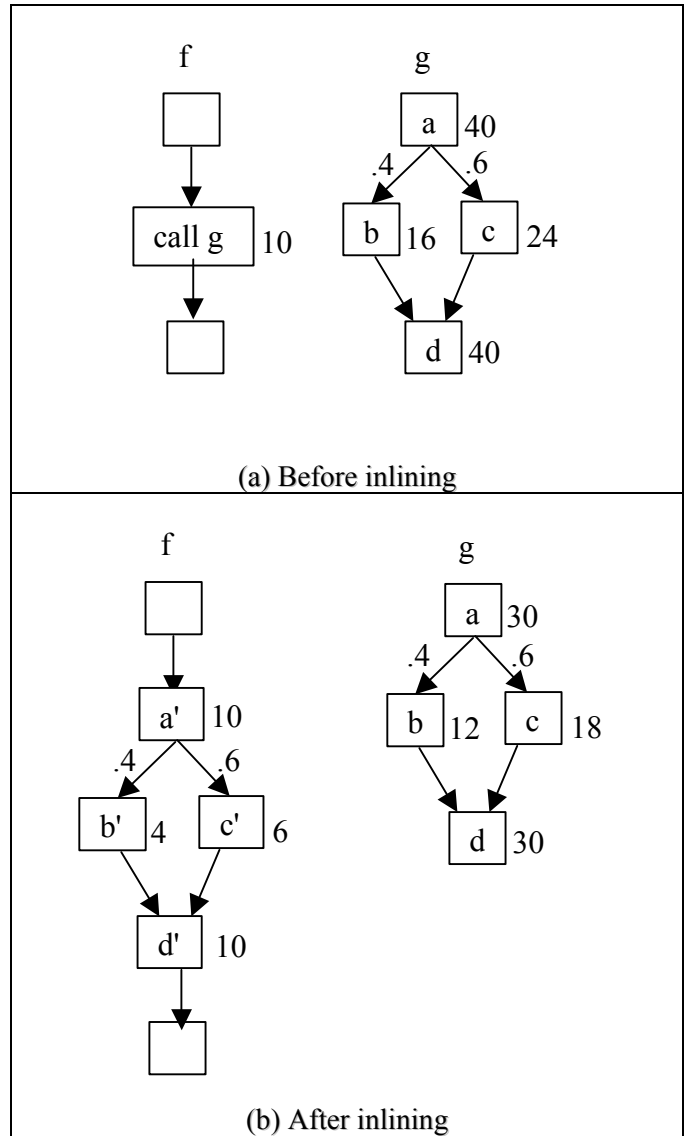 f
g
a 40
.4 .6
call g 10
b 16
c 24
d 40
(a) Before inlining
f
g
a 30
.4 .6
a' 10
b 12
c 18
.4 .6
b' 4
c' 6
d 30
d' 10
(b) After inlining